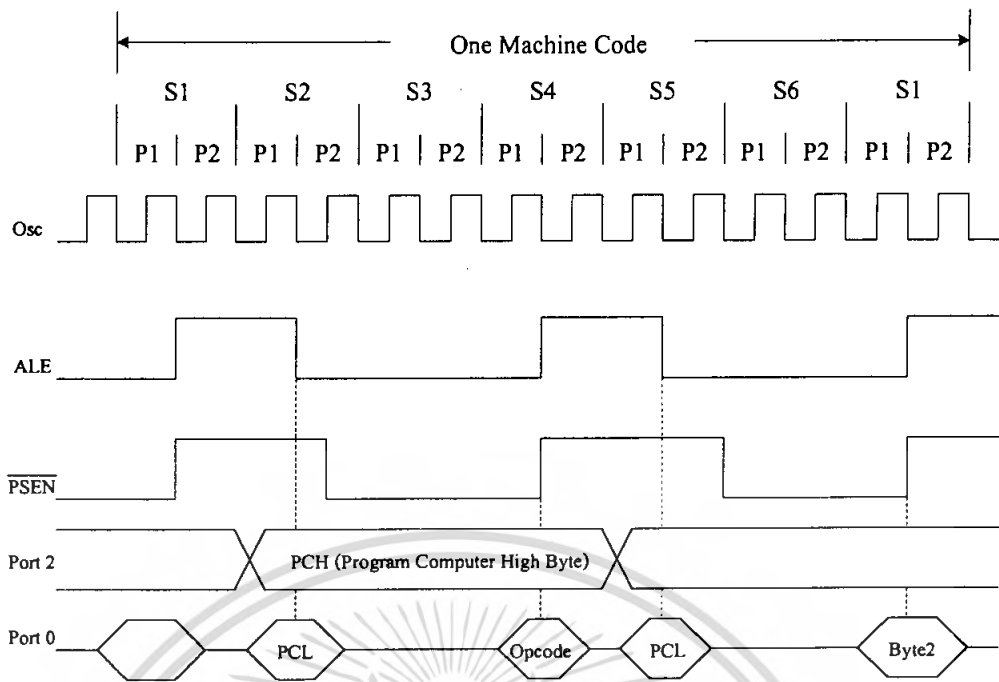 One Machine Code
S1 S2 S3 S4 S5 S6 S1
P1 P2 P1 P2 P1 P2 P1 P2 P1 P2 P1 P2 P1 P2
Osc
ALE
PSEN
Port 2 PCH (Program Computer High Byte)
Port 0 PCL Opcode PCL Byte2